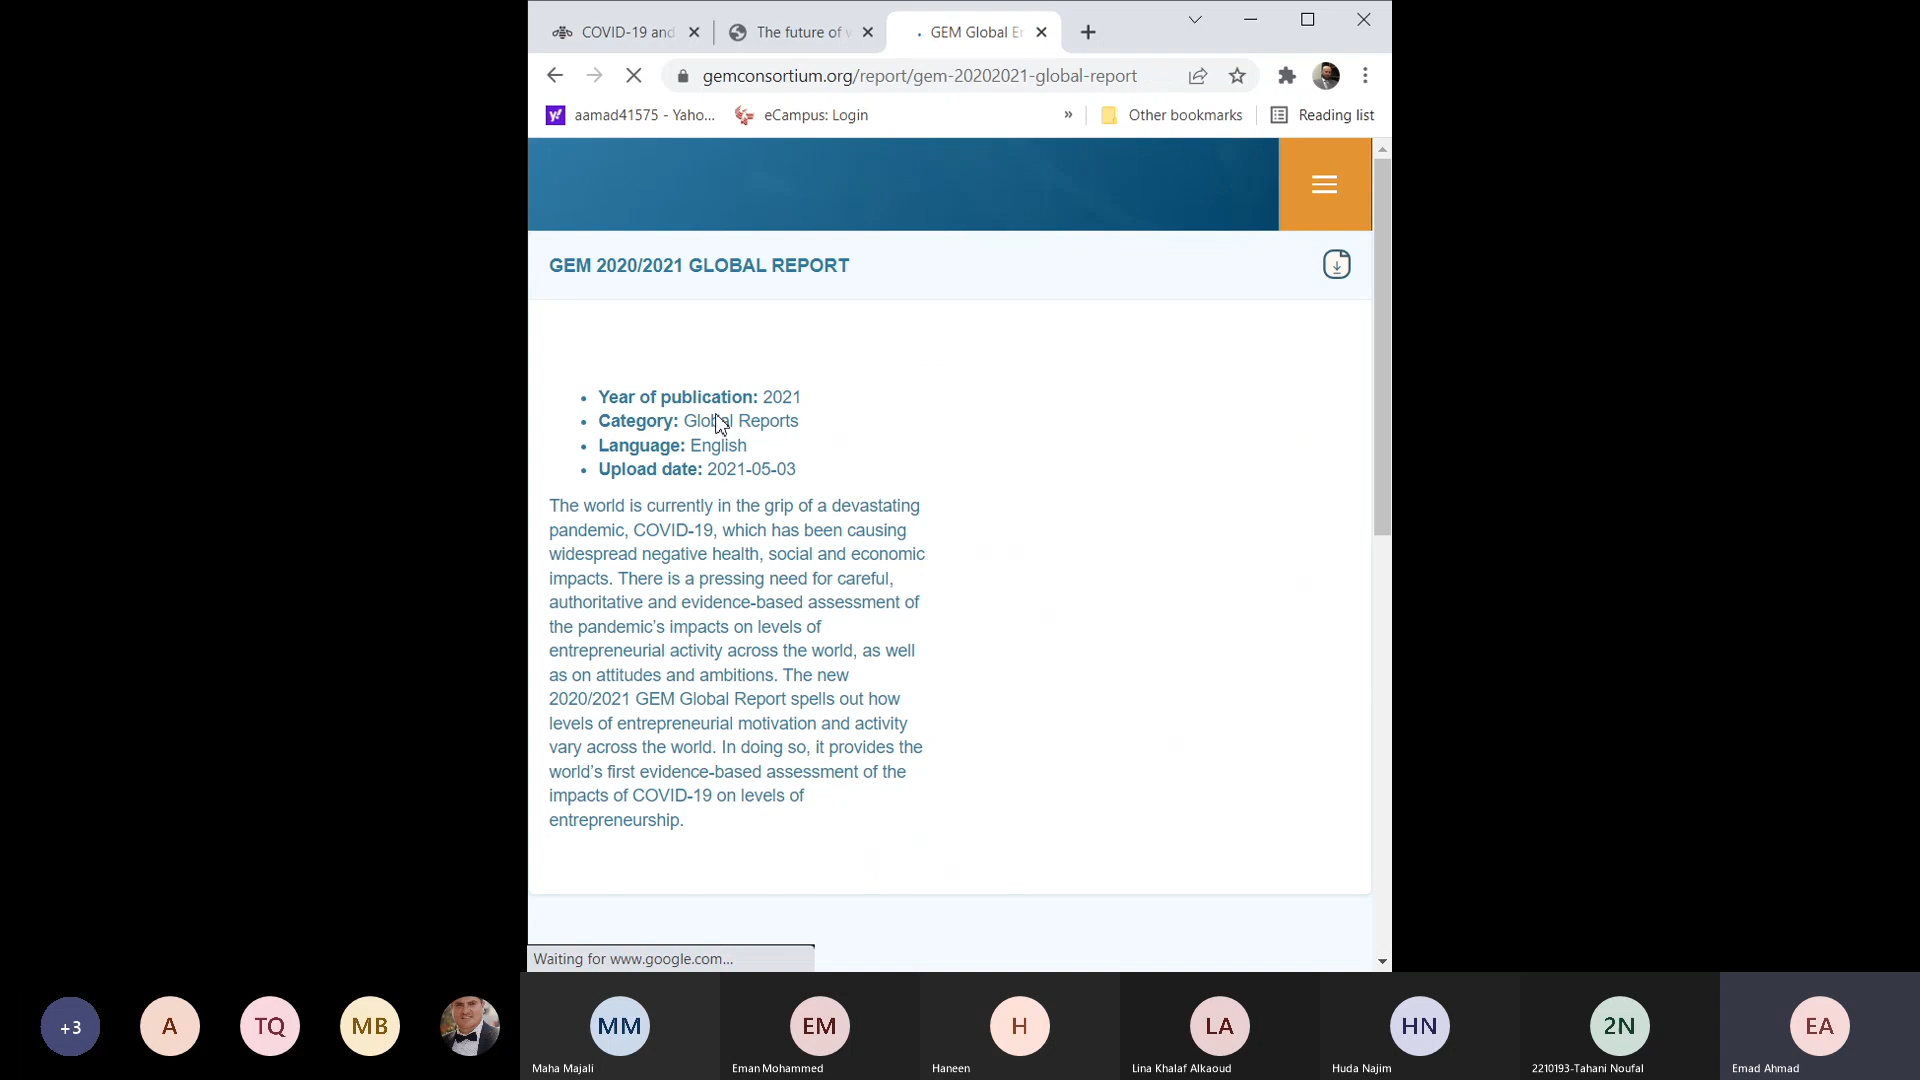 COVID-19 and
The future of
GEM Global En
gemconsortium.org/report/gem-20202021-global-report
aamad41575 - Yaho...
eCampus: Login
»
Other bookmarks
Reading list
GEM 2020/2021 GLOBAL REPORT
• Year of publication: 2021
• Category: Global Reports
• Language: English
• Upload date: 2021-05-03
The world is currently in the grip of a devastating
pandemic, COVID-19, which has been causing
widespread negative health, social and economic
impacts. There is a pressing need for careful,
authoritative and evidence-based assessment of
the pandemic's impacts on levels of
entrepreneurial activity across the world, as well
as on attitudes and ambitions. The new
2020/2021 GEM Global Report spells out how
levels of entrepreneurial motivation and activity
vary across the world. In doing so, it provides the
world's first evidence-based assessment of the
impacts of COVID-19 on levels of
entrepreneurship.
Waiting for www.google.com...
+3
A
TQ
MB
MM
EM
H
LA
HN
2N
EA
Maha Majali
Eman Mohammed
Haneen
Lina Khalaf Alkaoud
Huda Najim
2210193-Tahani Noufal
Emad Ahmad